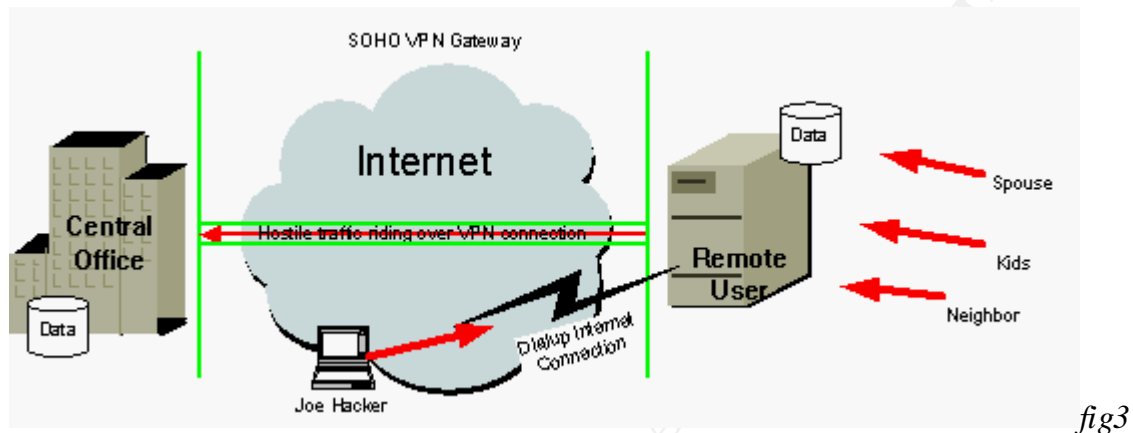 SOHO VPN Gateway
Internet
Data
Spouse
Central
Office
Hostile traffic riding over VPN connection
Remote
User
Kids
Neighbor
Data
Dialup Internet
Connection
Joe Hacker
fig3